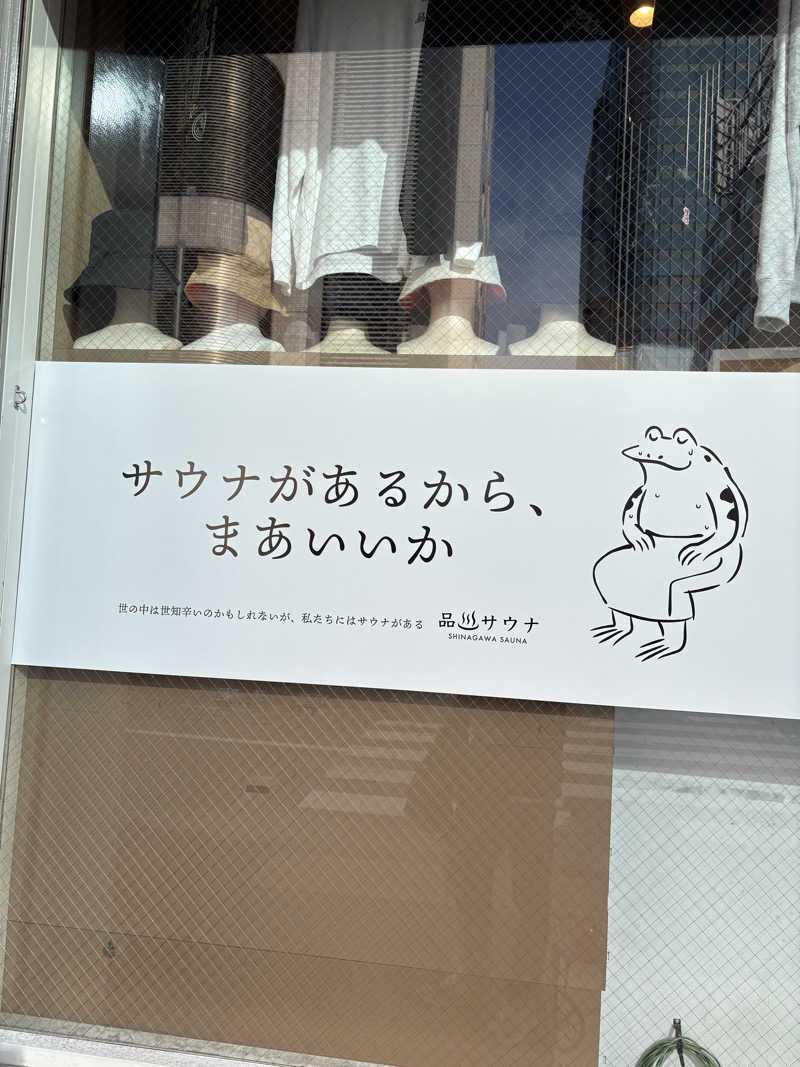 サウナがあるから、
まあいいか
世の中は世知辛いのかもしれないが、私たちにはサウナがある
品川サウナ
SHINAGAWA SAUNA